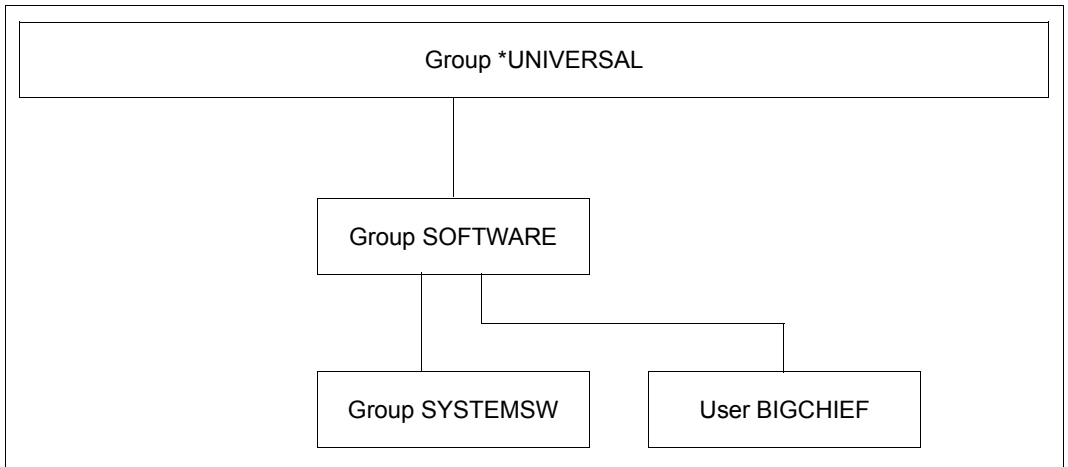 Group *UNIVERSAL
Group SOFTWARE
Group SYSTEMSW
User BIGCHIEF